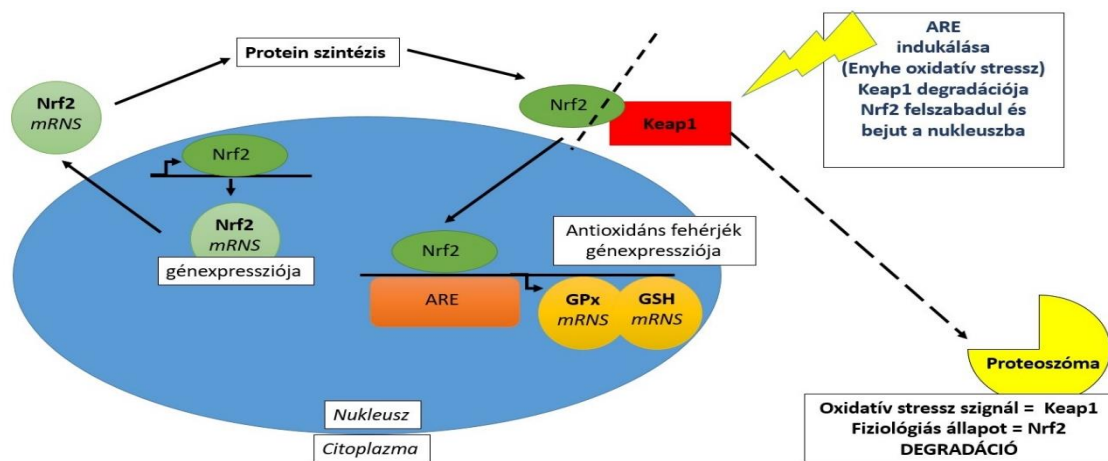 Protein szintézis
Nrf2
mRNS
Nrf2
Keap1
ARE
indukálása
(Enyhe oxidatív stressz)
Keap1 degradációja
Nrf2 felszabadul és
bejut a nukleuszba
Nrf2
Nrf2
mRNS
génexpressziója
Nrf2
Antioxidáns fehérjék
génexpressziója
ARE
GPx
mRNS
GSH
mRNS
Proteoszóma
Nukleusz
Citoplazma
Oxidatív stressz szignál = Keap1
Fiziológiás állapot = Nrf2
DEGRADÁCIÓ